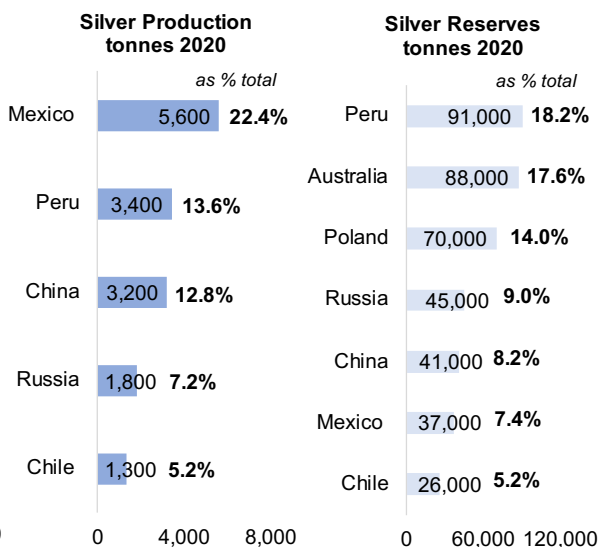 Silver Production
tonnes 2020
as % total
Mexico 5,600 22.4%
Peru 3,400 13.6%
China 3,200 12.8%
Russia 1,800 7.2%
Chile 1,300 5.2%
0 4,000 8,000
Silver Reserves
tonnes 2020
as % total
Peru 91,000 18.2%
Australia 88,000 17.6%
Poland 70,000 14.0%
Russia 45,000 9.0%
China 41,000 8.2%
Mexico 37,000 7.4%
Chile 26,000 5.2%
0 60,000 120,000